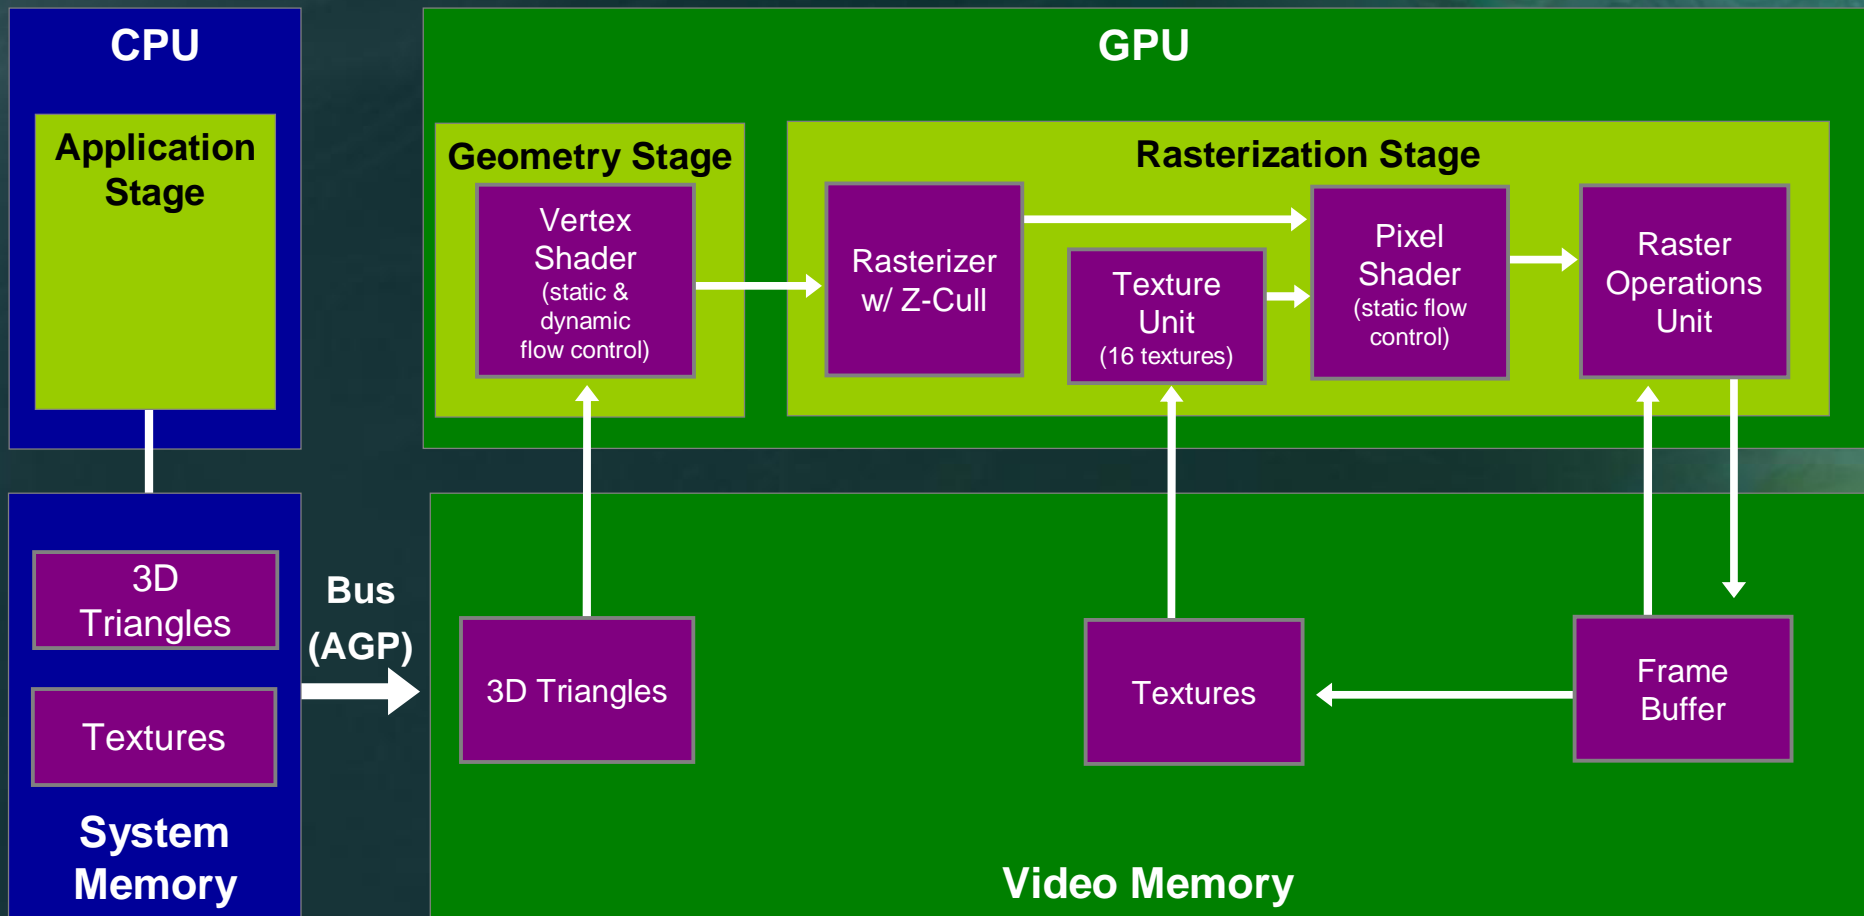 CPU
Application
Stage
GPU
Geometry Stage
Vertex
Shader
(static &
dynamic
flow control)
Rasterization Stage
Rasterizer
w/ Z-Cull
Texture
Unit
(16 textures)
Pixel
Shader
(static flow
control)
Raster
Operations
Unit
3D
Triangles
Textures
System
Memory
Bus
(AGP)
3D Triangles
Textures
Frame
Buffer
Video Memory